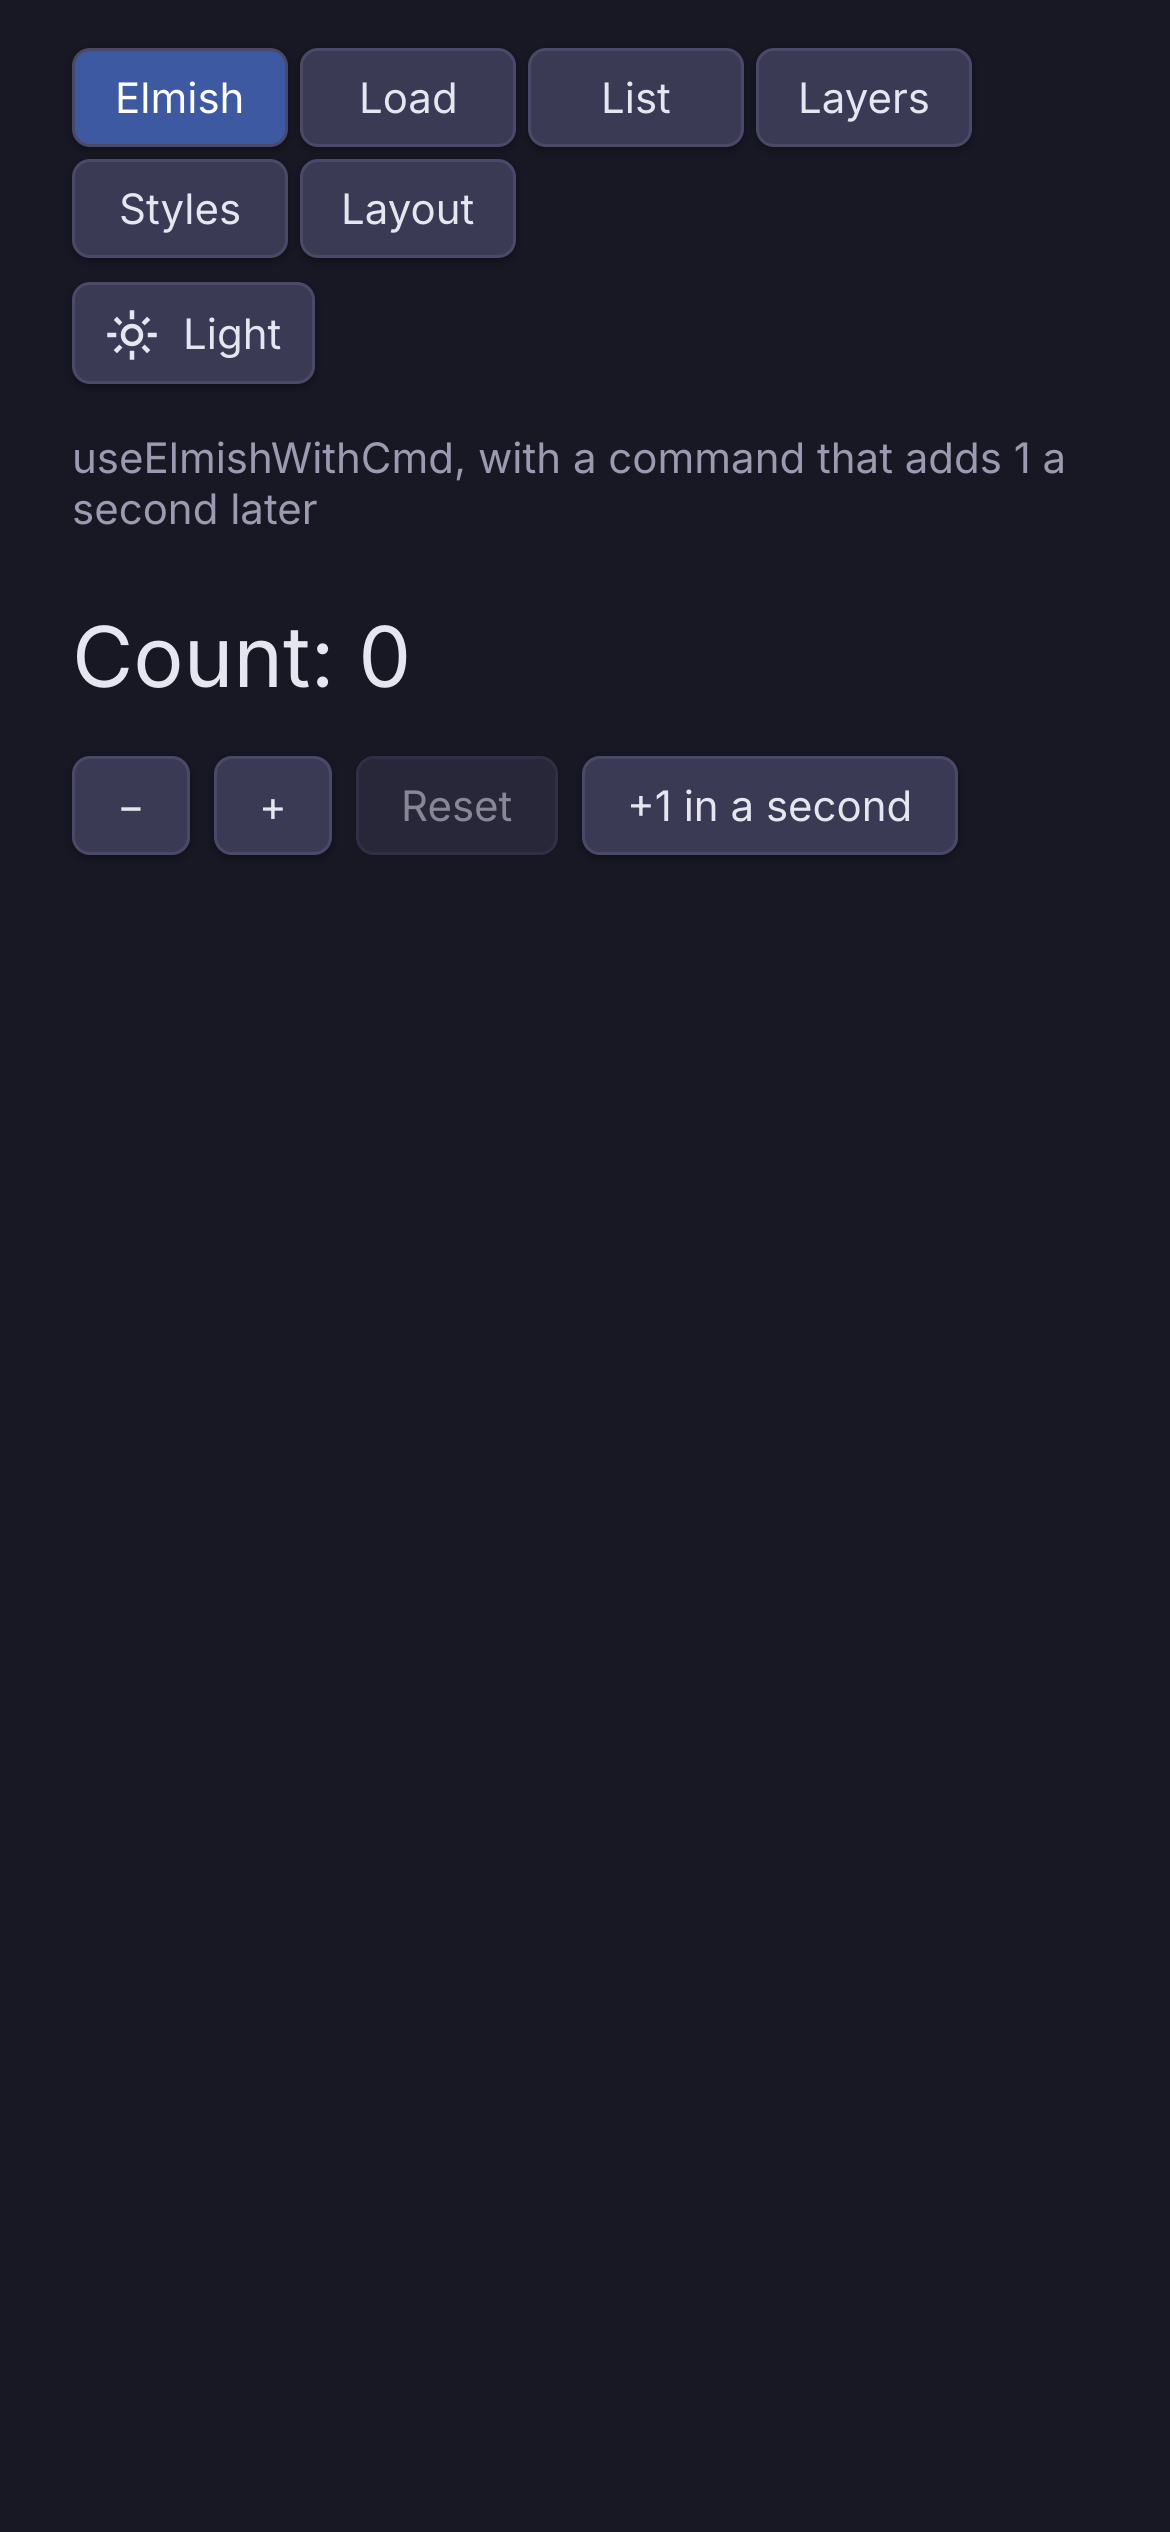 Elmish Load List Layers
Styles Layout
Light
useElmishWithCmd, with a command that adds 1 a
second later
Count: 0
− + Reset +1 in a second